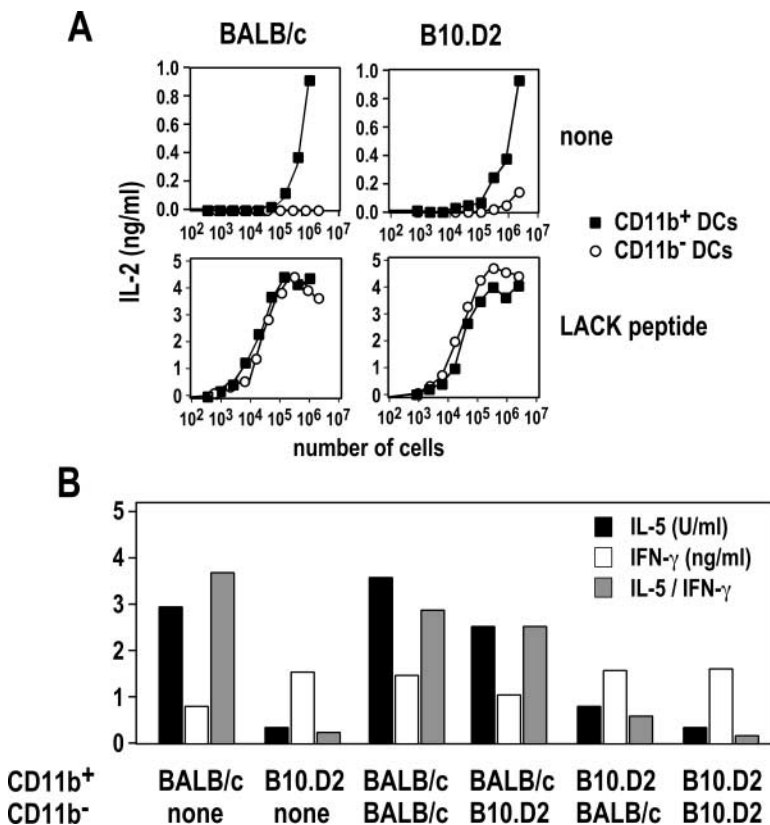 A
BALB/c B10.D2
1.0 1.0
0.8 0.8
0.6 0.6
0.4 0.4
0.2 0.2
0.0 0.0
none
10² 10³ 10⁴ 10⁵ 10⁶ 10⁷ 10² 10³ 10⁴ 10⁵ 10⁶ 10⁷
IL-2 (ng/ml)
CD11b⁺ DCs
CD11b⁻ DCs
5 5
4 4
3 3
2 2
1 1
0 0
LACK peptide
10² 10³ 10⁴ 10⁵ 10⁶ 10⁷ 10² 10³ 10⁴ 10⁵ 10⁶ 10⁷
number of cells
B
5
4
3
2
1
0
IL-5 (U/ml)
IFN-γ (ng/ml)
IL-5 / IFN-γ
CD11b⁺ BALB/c B10.D2 BALB/c BALB/c B10.D2 B10.D2
CD11b⁻ none none BALB/c B10.D2 BALB/c B10.D2